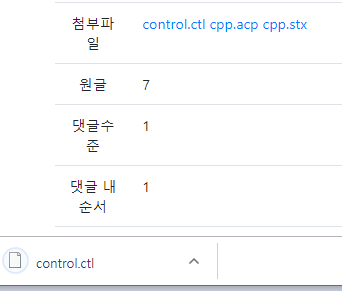 첨부파
일
control.ctl cpp.acp cpp.stx
원글
7
댓글수
준
1
댓글 내
순서
1
control.ctl